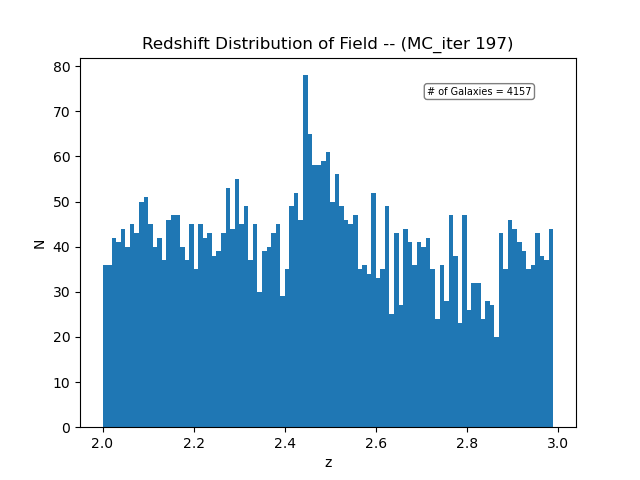 Redshift Distribution of Field -- (MC_iter 197)
# of Galaxies = 4157
80
70
60
50
40
30
20
10
0
N
2.0 2.2 2.4 2.6 2.8 3.0
z